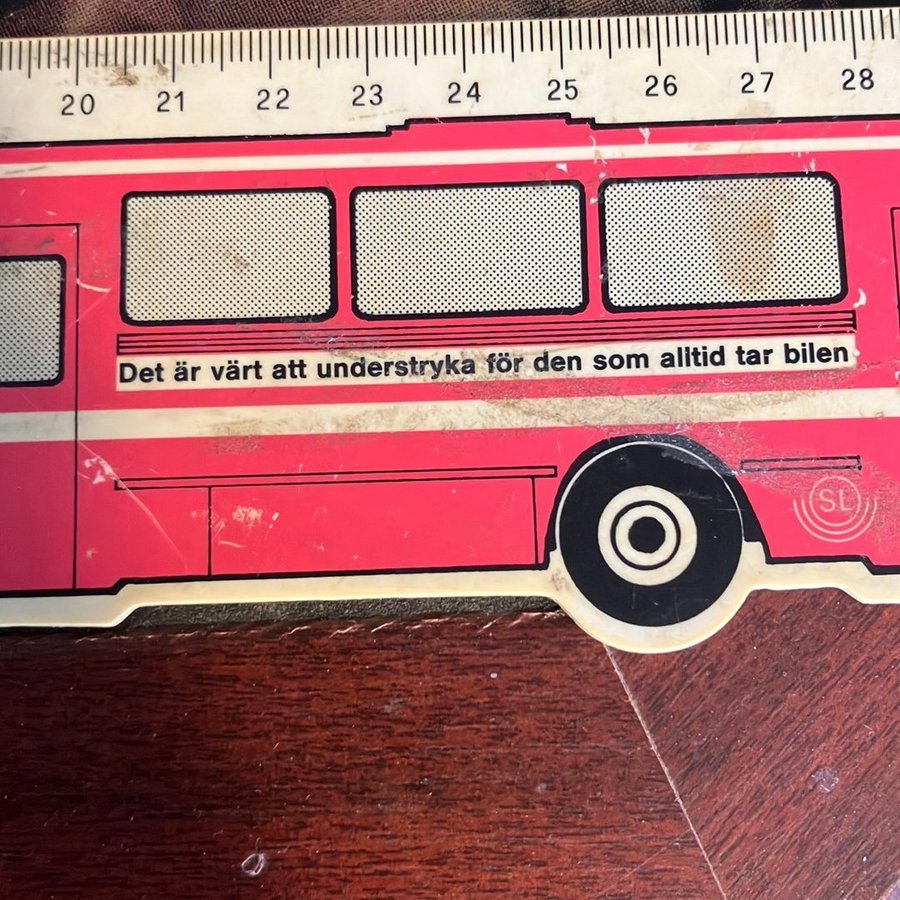 20 21 22 23 24 25 26 27 28
Det är värt att understryka för den som alltid tar bilen
SL